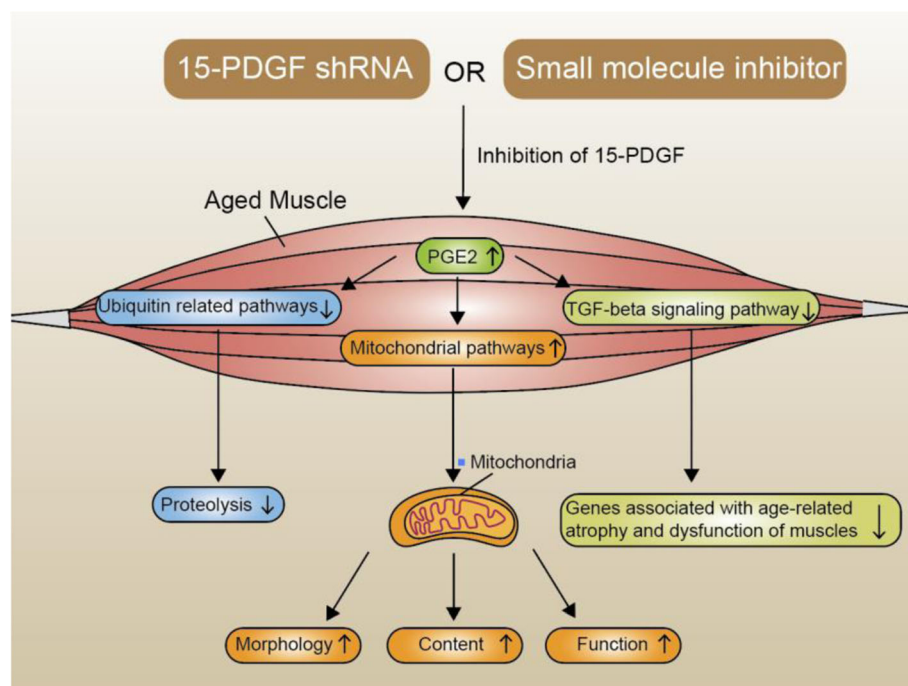 15-PDGF shRNA OR Small molecule inhibitor
Inhibition of 15-PDGF
Aged Muscle
PGE2 ↑
Ubiquitin related pathways ↓
TGF-beta signaling pathway ↓
Mitochondrial pathways ↑
Mitochondria
Proteolysis ↓
Genes associated with age-related
atrophy and dysfunction of muscles ↓
Morphology ↑
Content ↑
Function ↑